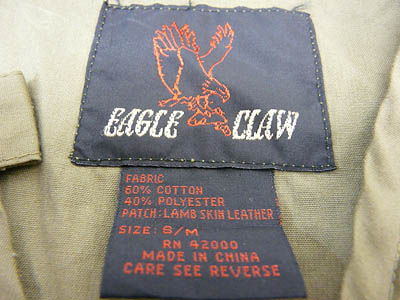 EAGLE CLAW
FABRIC
60% COTTON
40% POLYESTER
PATCH: LAMB SKIN LEATHER
SIZE: S/M
RN 42000
MADE IN CHINA
CARE SEE REVERSE